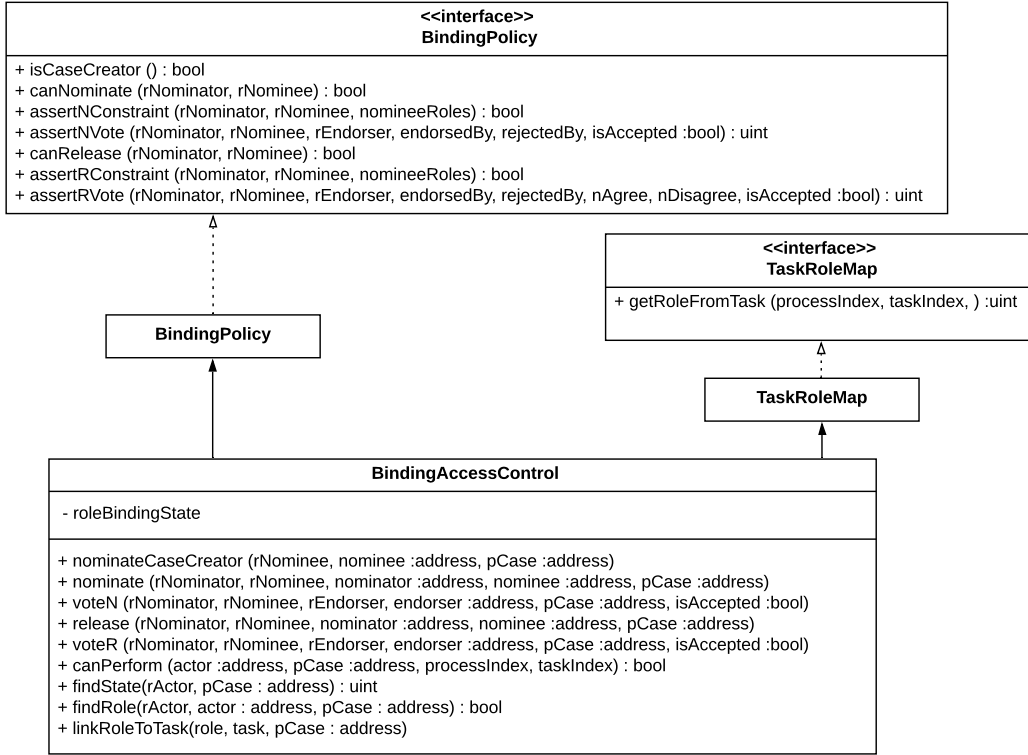 <<interface>>
BindingPolicy
+ isCaseCreator () : bool
+ canNominate (rNominator, rNominee) : bool
+ assertNConstraint (rNominator, rNominee, nomineeRoles) : bool
+ assertNVote (rNominator, rNominee, rEndorser, endorsedBy, rejectedBy, isAccepted :bool) : uint
+ canRelease (rNominator, rNominee) : bool
+ assertRConstraint (rNominator, rNominee, nomineeRoles) : bool
+ assertRVote (rNominator, rNominee, rEndorser, endorsedBy, rejectedBy, nAgree, nDisagree, isAccepted :bool) : uint
<<interface>>
TaskRoleMap
+ getRoleFromTask (processIndex, taskIndex, ) :uint
BindingPolicy
TaskRoleMap
BindingAccessControl
- roleBindingState
+ nominateCaseCreator (rNominee, nominee :address, pCase :address)
+ nominate (rNominator, rNominee, nominator :address, nominee :address, pCase :address)
+ voteN (rNominator, rNominee, rEndorser, endorser :address, pCase :address, isAccepted :bool)
+ release (rNominator, rNominee, nominator :address, nominee :address, pCase :address)
+ voteR (rNominator, rNominee, rEndorser, endorser :address, pCase :address, isAccepted :bool)
+ canPerform (actor :address, pCase :address, processIndex, taskIndex) : bool
+ findState(rActor, pCase : address) : uint
+ findRole(rActor, actor : address, pCase : address) : bool
+ linkRoleToTask(role, task, pCase : address)